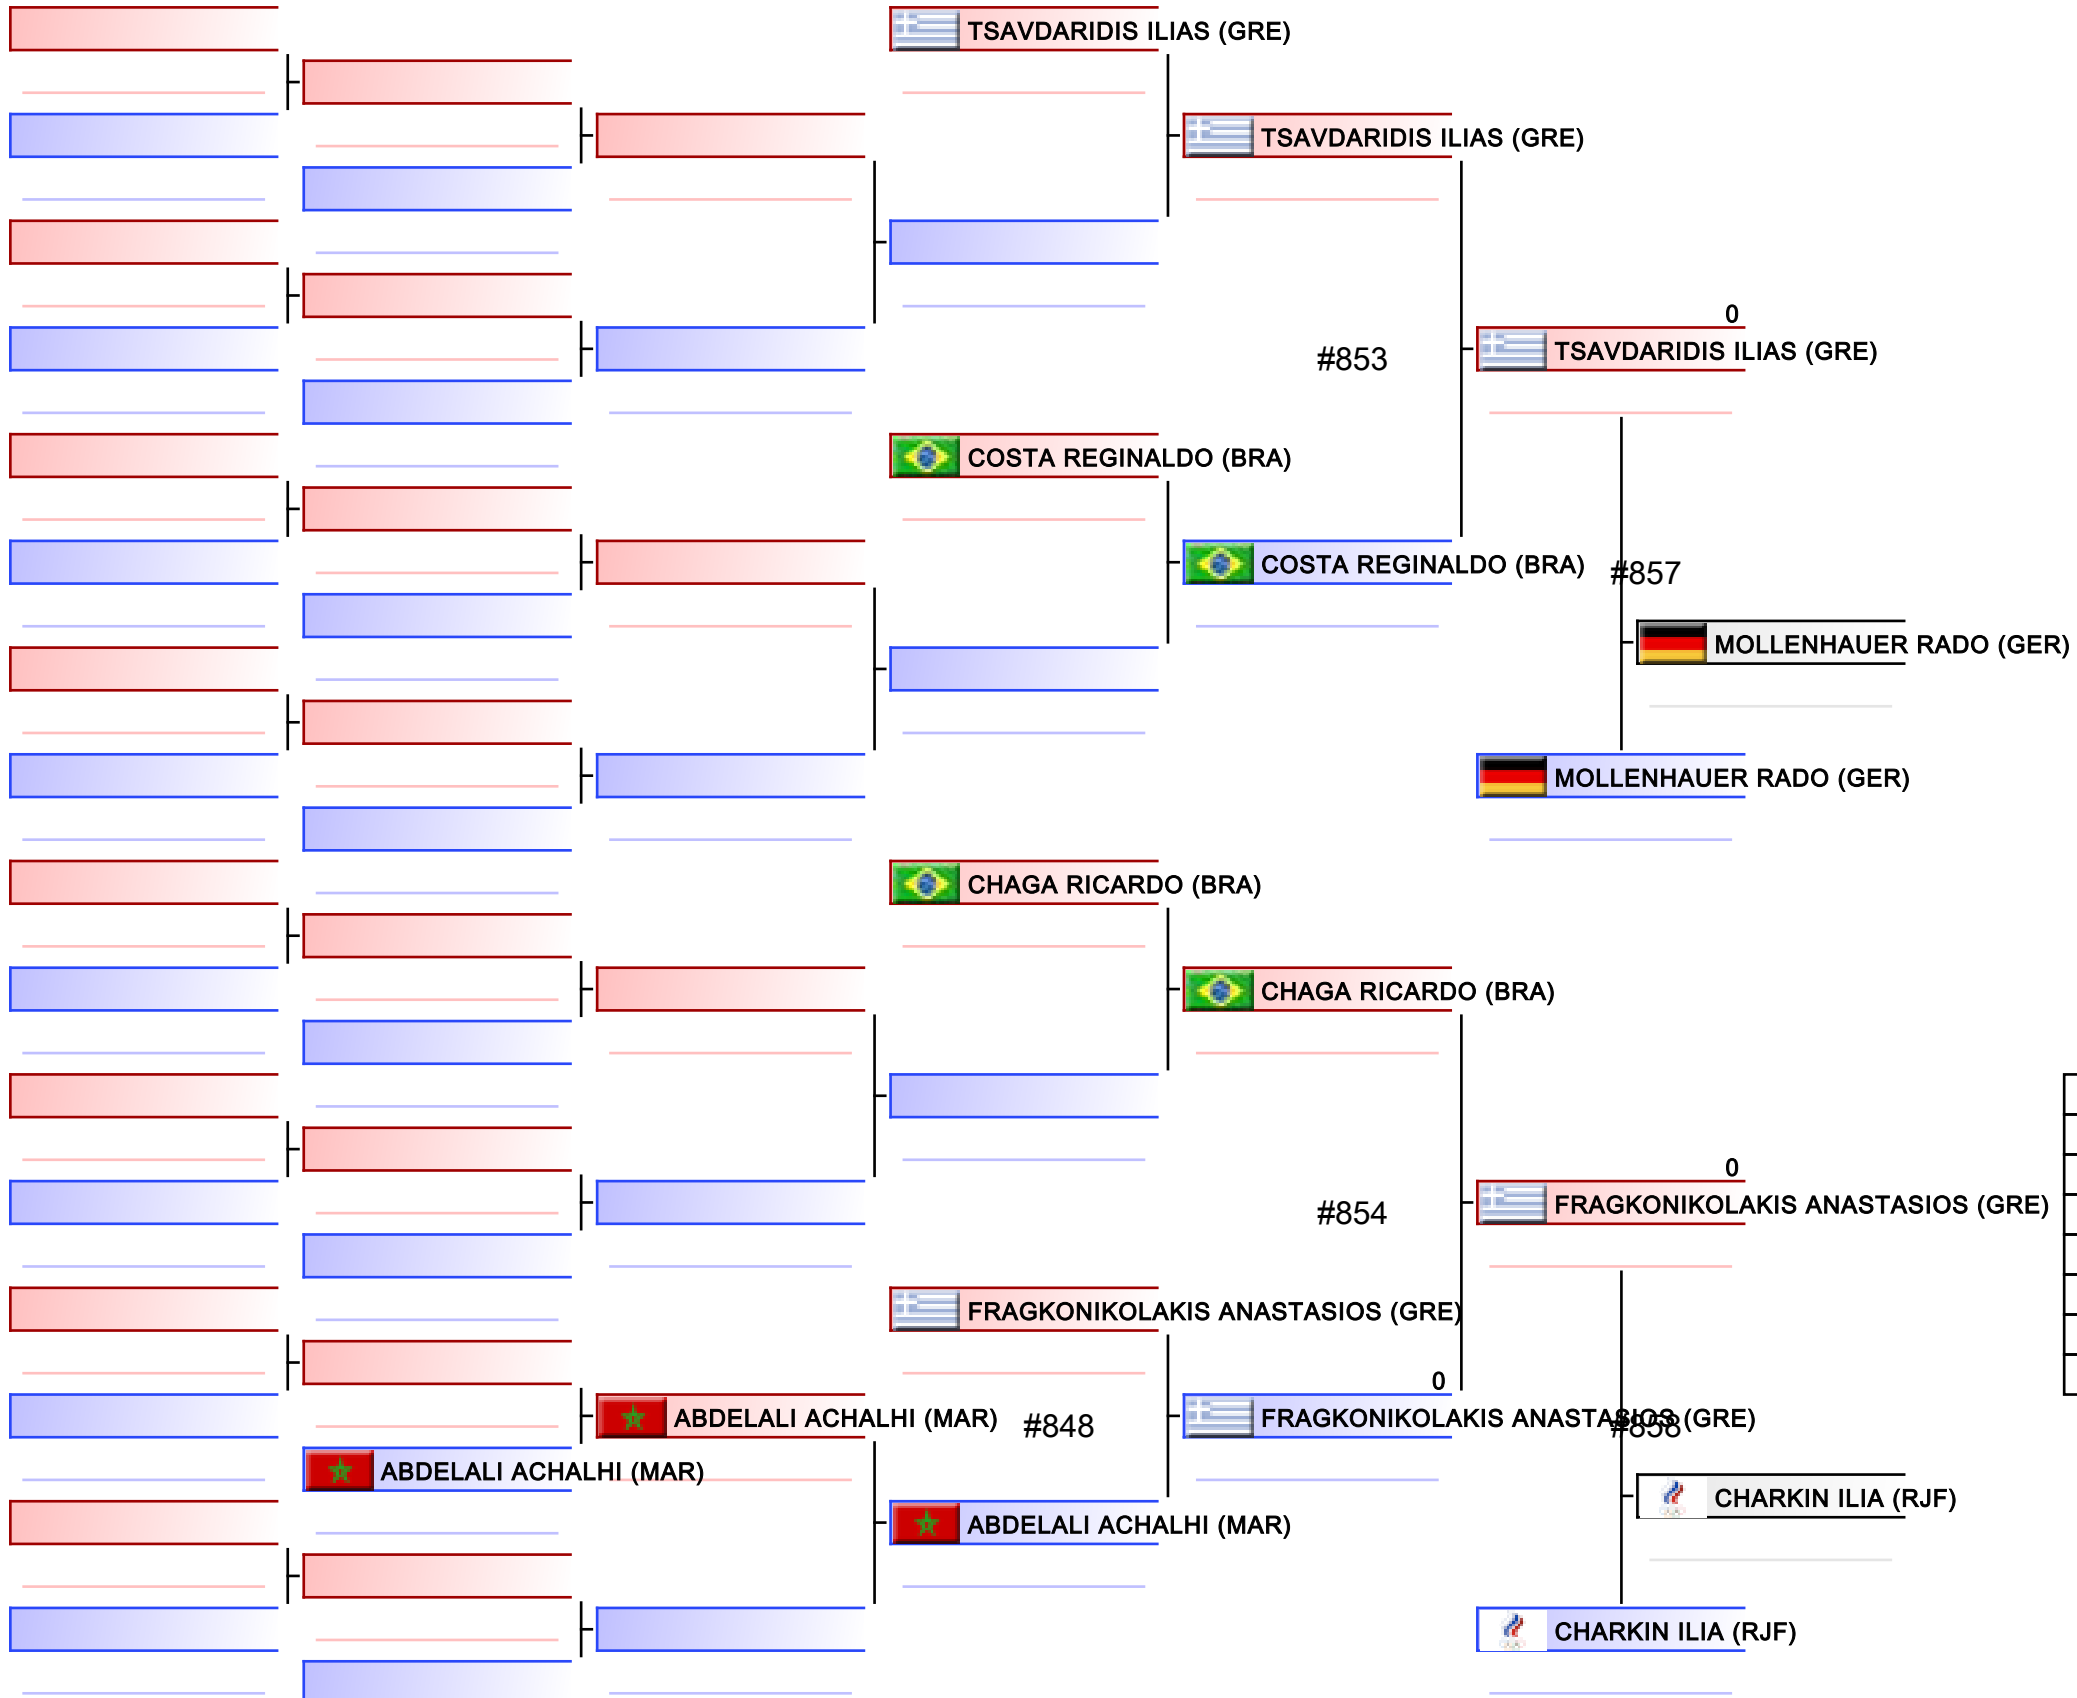 TSAVDARIDIS ILIAS (GRE)
TSAVDARIDIS ILIAS (GRE)
0
#853
TSAVDARIDIS ILIAS (GRE)
COSTA REGINALDO (BRA)
COSTA REGINALDO (BRA)
#857
MOLLENHAUER RADO (GER)
MOLLENHAUER RADO (GER)
CHAGA RICARDO (BRA)
CHAGA RICARDO (BRA)
0
#854
FRAGKONIKOLAKIS ANASTASIOS (GRE)
FRAGKONIKOLAKIS ANASTASIOS (GRE)
0
ABDELALI ACHALHI (MAR)
#848
FRAGKONIKOLAKIS ANASTASIOS (GRE)
#858
ABDELALI ACHALHI (MAR)
CHARKIN ILIA (RJF)
ABDELALI ACHALHI (MAR)
CHARKIN ILIA (RJF)